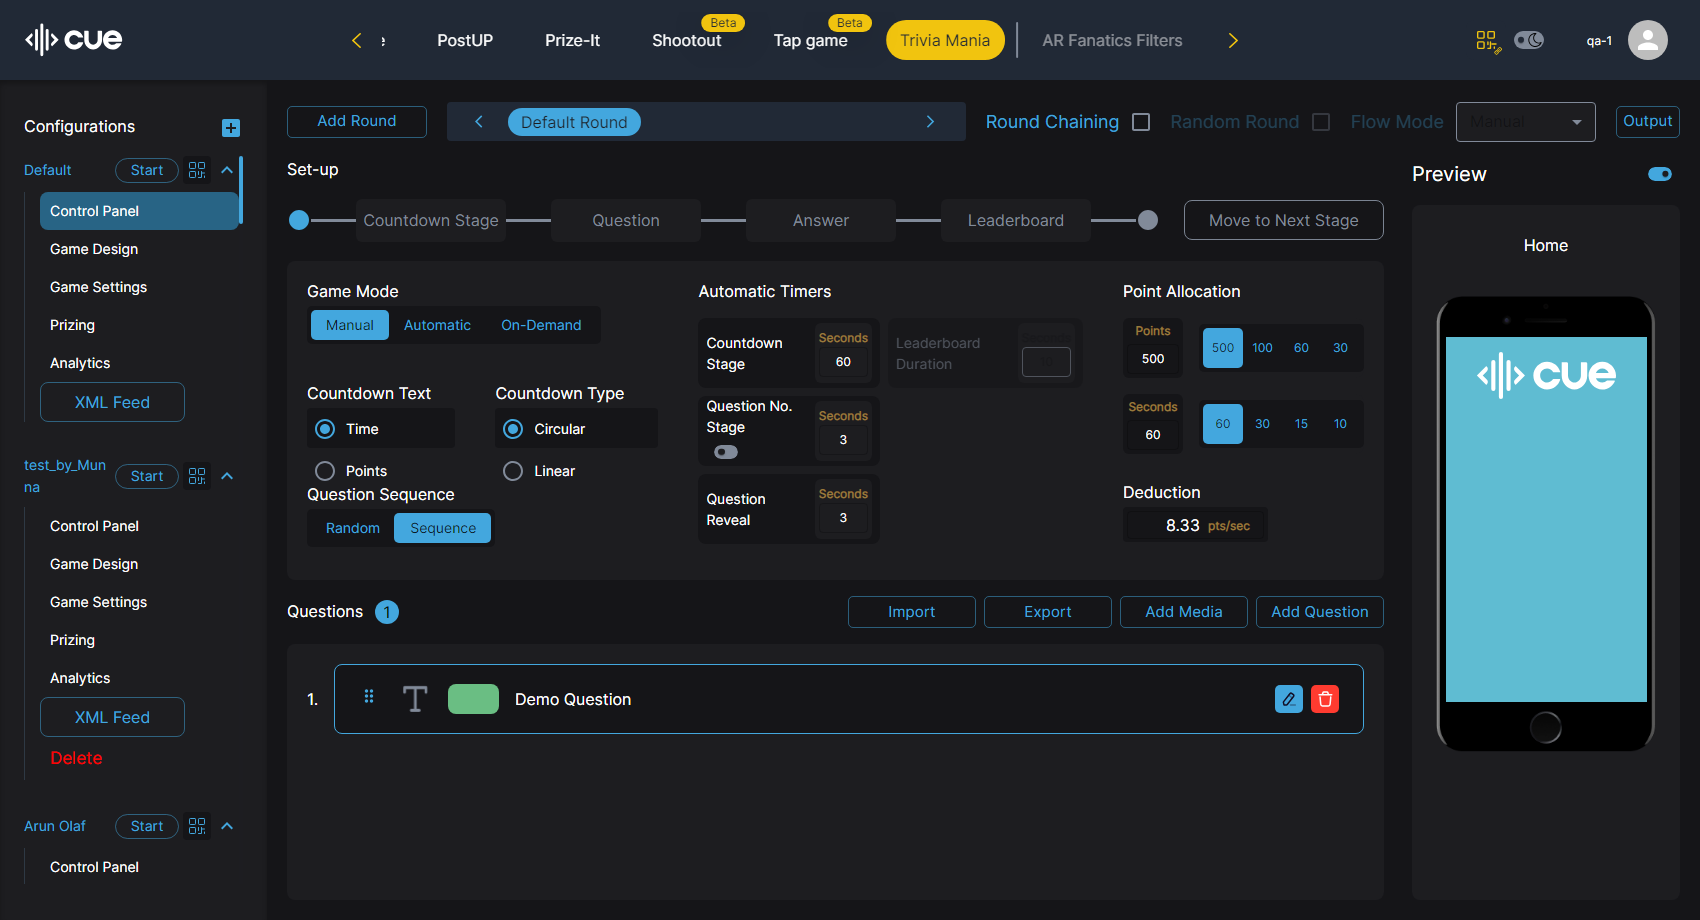 cue
e
PostUP
Prize-It
Beta
Shootout
Beta
Tap game
Trivia Mania
AR Fanatics Filters
qa-1
Configurations
Default
Start
Control Panel
Game Design
Game Settings
Prizing
Analytics
XML Feed
test_by_Mun
na
Start
Control Panel
Game Design
Game Settings
Prizing
Analytics
XML Feed
Delete
Arun Olaf
Start
Control Panel
Add Round
Default Round
Round Chaining
Random Round
Flow Mode
Manual
Output
Set-up
Countdown Stage
Question
Answer
Leaderboard
Move to Next Stage
Game Mode
Manual
Automatic
On-Demand
Countdown Text
Time
Points
Countdown Type
Circular
Linear
Question Sequence
Random
Sequence
Automatic Timers
Countdown
Stage
Seconds
60
Leaderboard
Duration
Question No.
Stage
Seconds
3
Question
Reveal
Seconds
3
Point Allocation
Points
500
500
100
60
30
Seconds
60
60
30
15
10
Deduction
8.33 pts/sec
Questions 1
Import
Export
Add Media
Add Question
1.
T
Demo Question
Preview
Home
cue